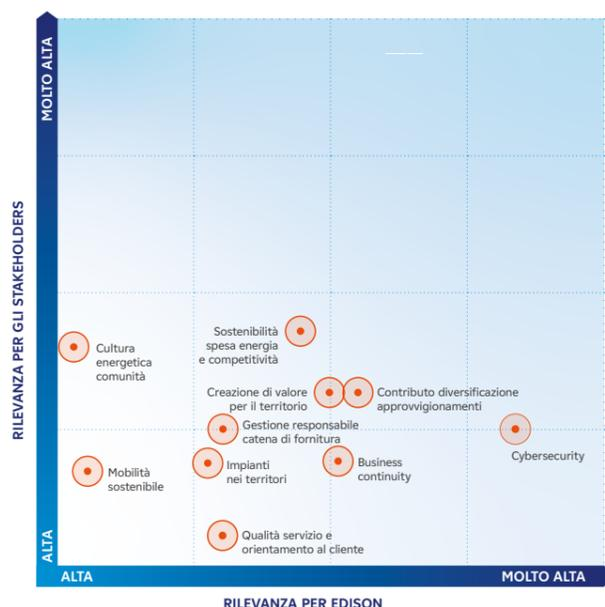 MOLTO ALTA
RILEVANZA PER GLI STAKEHOLDERS
Sostenibilità
spesa energia
e competitività
Cultura
energetica
comunità
Creazione di valore
per il territorio
Contributo diversificazione
approvvigionamenti
Gestione responsabile
catena di fornitura
Cybersecurity
Impianti
nei territori
Business
continuity
Mobilità
sostenibile
Qualità servizio e
orientamento al cliente
ALTA
ALTA
MOLTO ALTA
RILEVANZA PER EDISON